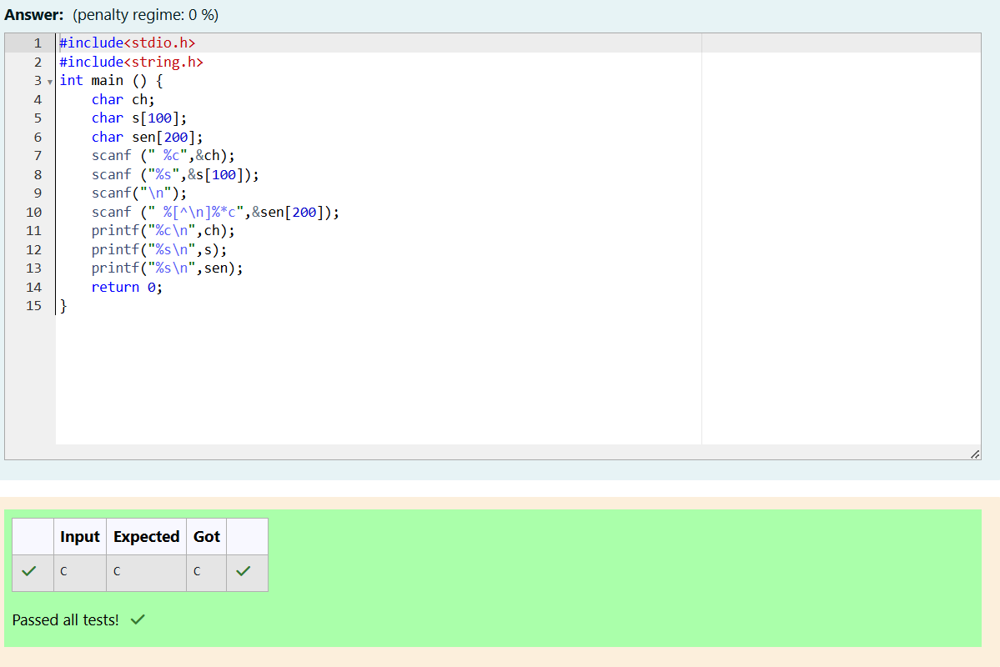 Answer: (penalty regime: 0 %)
1 #include<stdio.h>
2 #include<string.h>
3 int main () {
4     char ch;
5     char s[100];
6     char sen[200];
7     scanf (" %c",&ch);
8     scanf ("%s",&s[100]);
9     scanf("\n");
10     scanf (" %[^\n]%*c",&sen[200]);
11     printf("%c\n",ch);
12     printf("%s\n",s);
13     printf("%s\n",sen);
14     return 0;
15 }
Input Expected Got
C C C
Passed all tests!